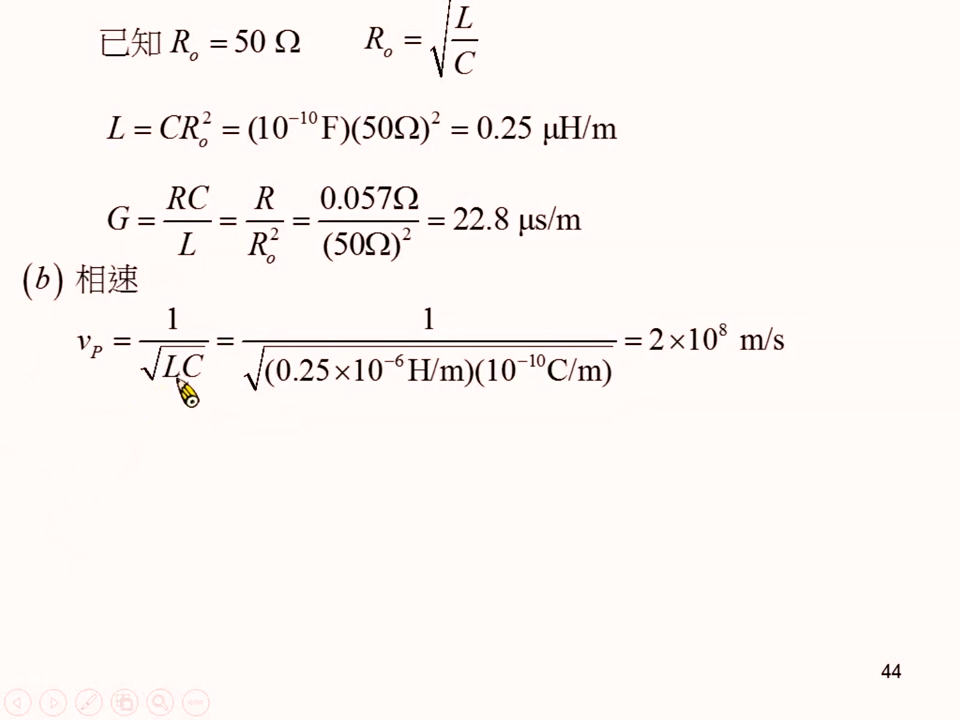 已知 R_o = 50 Ω R_o = √(L/C)
L = CR_o² = (10⁻¹⁰ F)(50Ω)² = 0.25 μH/m
G = RC/L = R/R_o² = 0.057Ω/(50Ω)² = 22.8 μs/m
(b) 相速
v_P = 1/√(LC) = 1/√((0.25×10⁻⁶ H/m)(10⁻¹⁰ C/m)) = 2×10⁸ m/s
44